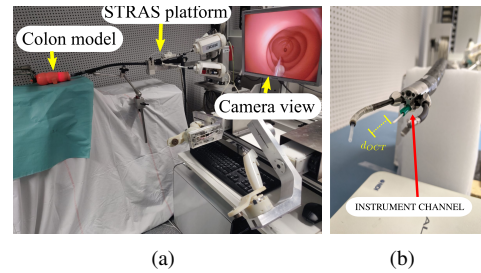 STRAS platform
Colon model
Camera view
d_OCT
INSTRUMENT CHANNEL
(a)
(b)